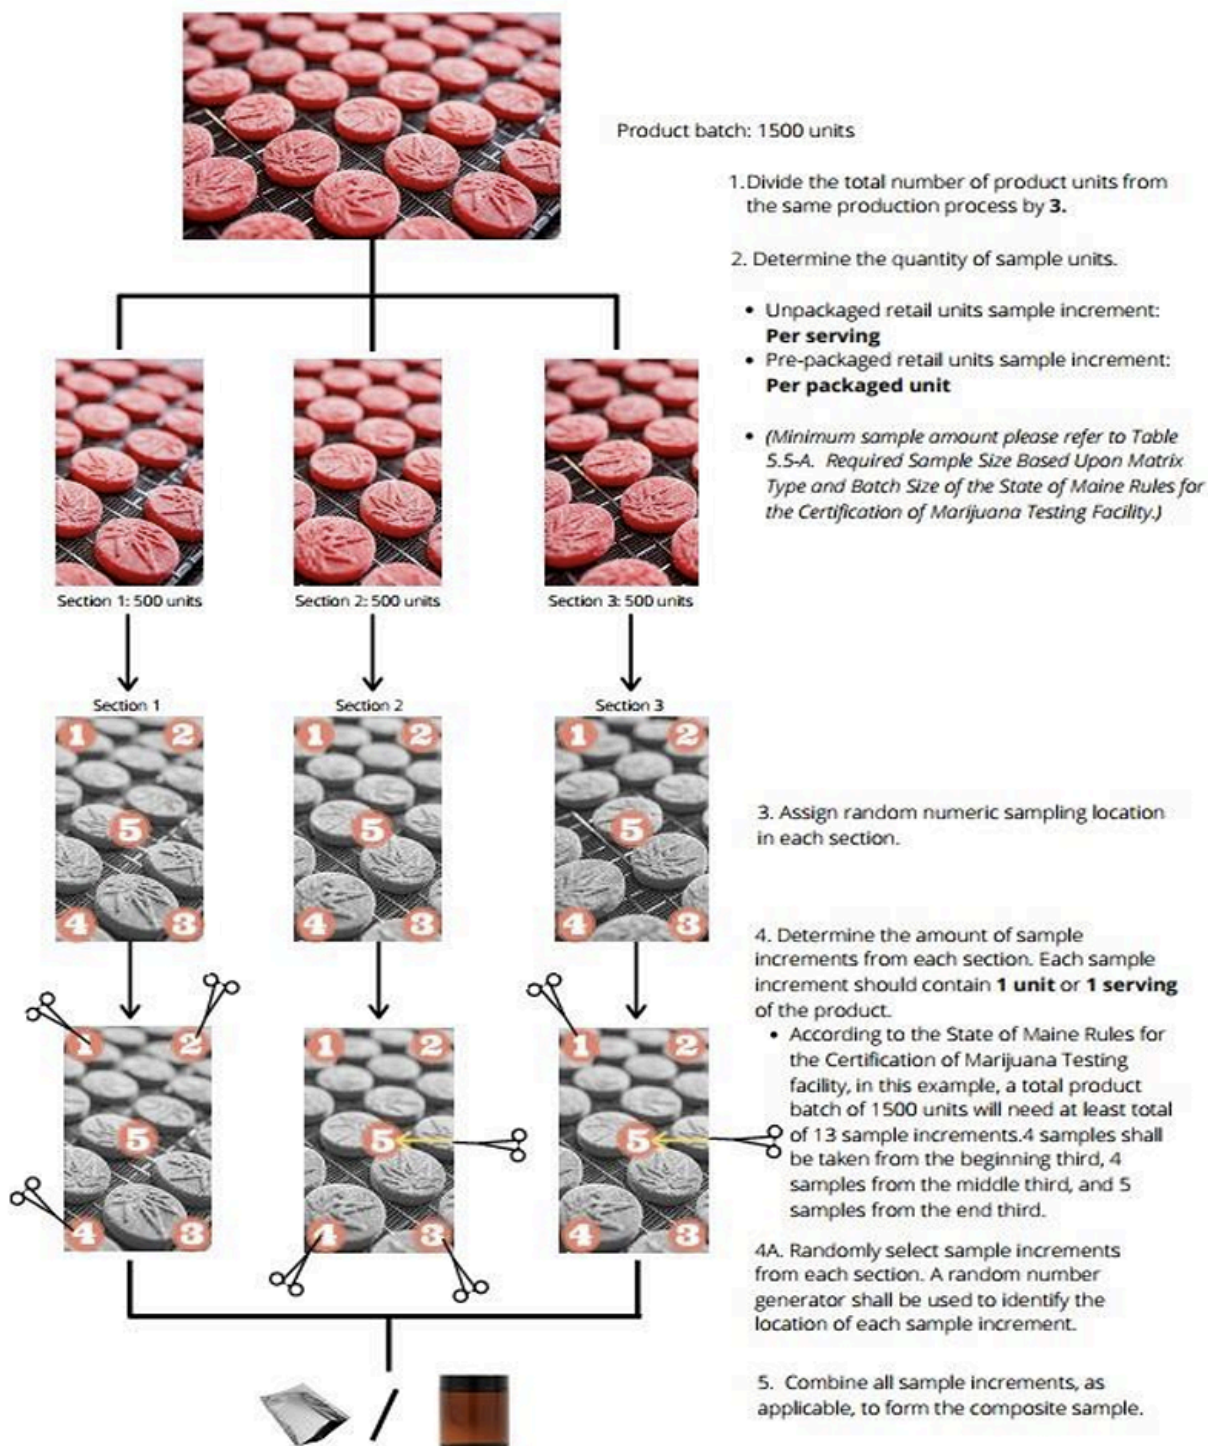 Product batch: 1500 units
1.Divide the total number of product units from
the same production process by 3.
2. Determine the quantity of sample units.
• Unpackaged retail units sample increment:
Per serving
• Pre-packaged retail units sample increment:
Per packaged unit
• (Minimum sample amount please refer to Table
5.5-A.  Required Sample Size Based Upon Matrix
Type and Batch Size of the State of Maine Rules for
the Certification of Marijuana Testing Facility.)
Section 1: 500 units
Section 2: 500 units
Section 3: 500 units
Section 1
Section 2
Section 3
1 2
5
4 3
1 2
5
4 3
1 2
5
4 3
3. Assign random numeric sampling location
in each section.
4. Determine the amount of sample
increments from each section. Each sample
increment should contain 1 unit or 1 serving
of the product.
• According to the State of Maine Rules for
the Certification of Marijuana Testing
facility, in this example, a total product
batch of 1500 units will need at least total
of 13 sample increments.4 samples shall
be taken from the beginning third, 4
samples from the middle third, and 5
samples from the end third.
1 2
5
4 3
1 2
5
4 3
1 2
5
4 3
4A. Randomly select sample increments
from each section. A random number
generator shall be used to identify the
location of each sample increment.
5.  Combine all sample increments, as
applicable, to form the composite sample.